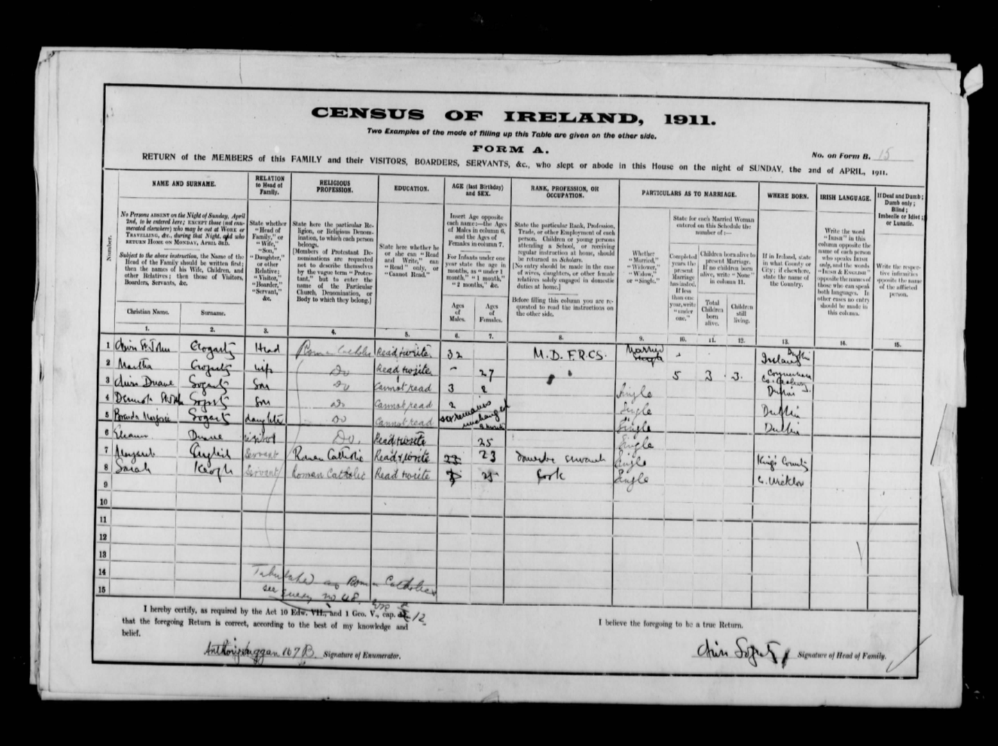 CENSUS OF IRELAND, 1911.
Two Examples of the mode of filling up this Table are given on the other side.
FORM A.
No. on Form B. 15
RETURN of the MEMBERS of this FAMILY and their VISITORS, BOARDERS, SERVANTS, &c., who slept or abode in this House on the night of SUNDAY, the 2nd of APRIL, 1911.
Number.
NAME AND SURNAME.
No Persons ABSENT on the Night of Sunday, April
2nd, to be entered here; EXCEPT those (not enu-
merated elsewhere) who may be out at WORK or
TRAVELLING, &c., during that Night, and who
RETURN HOME ON MONDAY, APRIL 3RD.
Subject to the above instruction, the Name of the
Head of the Family should be written first;
then the names of his Wife, Children, and
other Relatives; then those of Visitors,
Boarders, Servants, &c.
Christian Name.
Surname.
1.
2.
RELATION
to Head of
Family.
State whether
"Head of
Family," or
"Wife,"
"Son,"
"Daughter,"
or other
Relative;
"Visitor,"
"Boarder,"
"Servant,"
&c.
3.
RELIGIOUS
PROFESSION.
State here the particular Re-
ligion, or Religious Denom-
ination, to which each person
belongs.
[Members of Protestant De-
nominations are requested
not to describe themselves
by the vague term "Protes-
tant," but to enter the
name of the Particular
Church, Denomination, or
Body to which they belong.]
4.
EDUCATION.
State here whether he
or she can "Read
and Write," can
"Read" only, or
"Cannot Read."
5.
AGE (last Birthday)
and SEX.
Insert Age opposite
each name:—the Ages
of Males in column 6,
and the Ages of
Females in column 7.
For Infants under one
year state the age in
months, as "under 1
month," "1 month,"
"2 months," &c.
Ages
of
Males.
Ages
of
Females.
6.
7.
RANK, PROFESSION, OR
OCCUPATION.
State the particular Rank, Profession,
Trade, or other Employment of each
person. Children or young persons
attending a School, or receiving
regular instruction at home, should
be returned as Scholars.
[No entry should be made in the case
of wives, daughters, or other female
relatives solely engaged in domestic
duties at home.]
Before filling this column you are re-
quested to read the instructions on
the other side.
8.
PARTICULARS AS TO MARRIAGE.
Whether
"Married,"
"Widower,"
"Widow,"
or "Single."
9.
State for each Married Woman
entered on this Schedule the
number of:—
Completed
years the
present
Marriage
has lasted.
If less
than one
year, write
"under
one."
10.
Children born alive to
present Marriage.
If no children born
alive, write "None"
in column 11.
Total
Children
born
alive.
11.
Children
still
living.
12.
WHERE BORN.
If in Ireland, state
in what County or
City; if elsewhere,
state the name of
the Country.
13.
IRISH LANGUAGE.
Write the word
"IRISH" in this
column opposite the
name of each person
who speaks IRISH
only, and the words
"IRISH & ENGLISH"
opposite the names of
those who can speak
both languages. In
other cases no entry
should be made in
this column.
14.
If Deaf and Dumb;
Dumb only;
Blind;
Imbecile or Idiot;
or Lunatic.
Write the respec-
tive infirmities
opposite the name
of the afflicted
person.
15.
1 St. John Gogarty Head Roman Catholic Read & write 32 M.D. F.R.C.S. Married Ireland Dublin
2 Martha Gogarty wife Do Read & write 27 5 3 3
3 Duane Gogarty Son Do Cannot read 3 Single Dublin
4 Dermot Gogarty Son Do Cannot read 2 Single Dublin
5 Brenda Marjorie Gogarty daughter Do Cannot read sex remains unchanged Single Dublin
6 Duane visitor Do. Read & write 25 Single
7 Margaret English Servant Roman Catholic Read & write 23 23 domestic servant Single Kings County
8 Sarah Keogh Servant Roman Catholic Read & write 25 Cook Single Co. Wicklow
9
10
11
12
13
14
15
Tabulated as Roman Catholics
see query no 48.
I hereby certify, as required by the Act 10 Edw. VII., and 1 Geo. V., cap. 12
that the foregoing Return is correct, according to the best of my knowledge and
belief.
107 B. Signature of Enumerator.
I believe the foregoing to be a true Return.
Gogarty Signature of Head of Family.